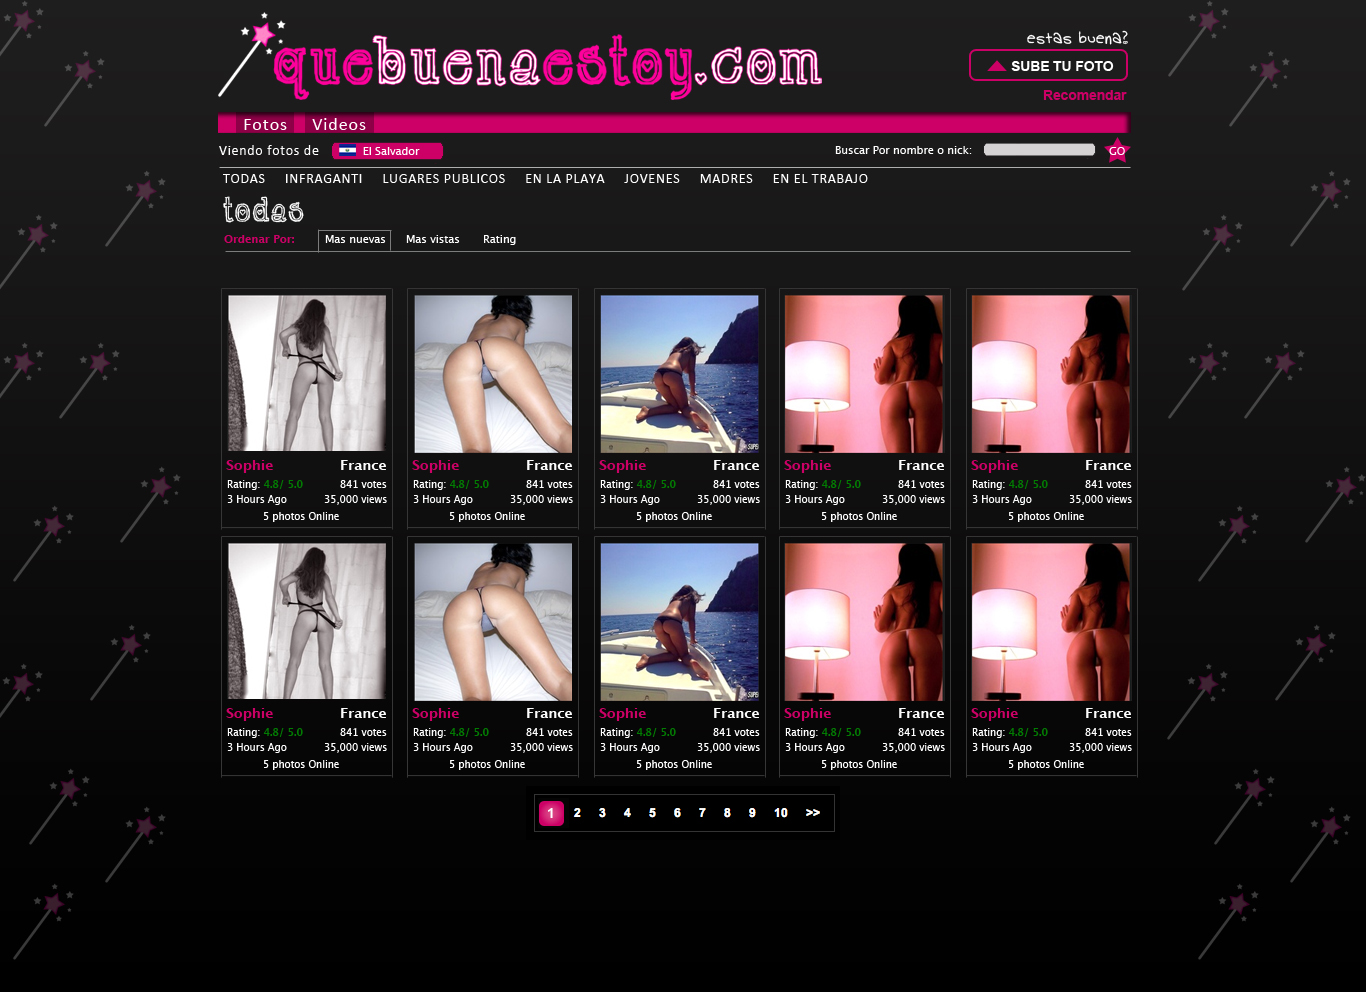 quebuenaestoy.com
estas buena?
SUBE TU FOTO
Recomendar
Fotos Videos
Viendo fotos de El Salvador Buscar Por nombre o nick: GO
TODAS INFRAGANTI LUGARES PUBLICOS EN LA PLAYA JOVENES MADRES EN EL TRABAJO
todas
Ordenar Por: Mas nuevas Mas vistas Rating
Sophie France Sophie France Sophie France Sophie France Sophie France
Rating: 4.8/ 5.0 841 votes Rating: 4.8/ 5.0 841 votes Rating: 4.8/ 5.0 841 votes Rating: 4.8/ 5.0 841 votes Rating: 4.8/ 5.0 841 votes
3 Hours Ago 35,000 views 3 Hours Ago 35,000 views 3 Hours Ago 35,000 views 3 Hours Ago 35,000 views 3 Hours Ago 35,000 views
5 photos Online 5 photos Online 5 photos Online 5 photos Online 5 photos Online
Sophie France Sophie France Sophie France Sophie France Sophie France
Rating: 4.8/ 5.0 841 votes Rating: 4.8/ 5.0 841 votes Rating: 4.8/ 5.0 841 votes Rating: 4.8/ 5.0 841 votes Rating: 4.8/ 5.0 841 votes
3 Hours Ago 35,000 views 3 Hours Ago 35,000 views 3 Hours Ago 35,000 views 3 Hours Ago 35,000 views 3 Hours Ago 35,000 views
5 photos Online 5 photos Online 5 photos Online 5 photos Online 5 photos Online
1 2 3 4 5 6 7 8 9 10 >>